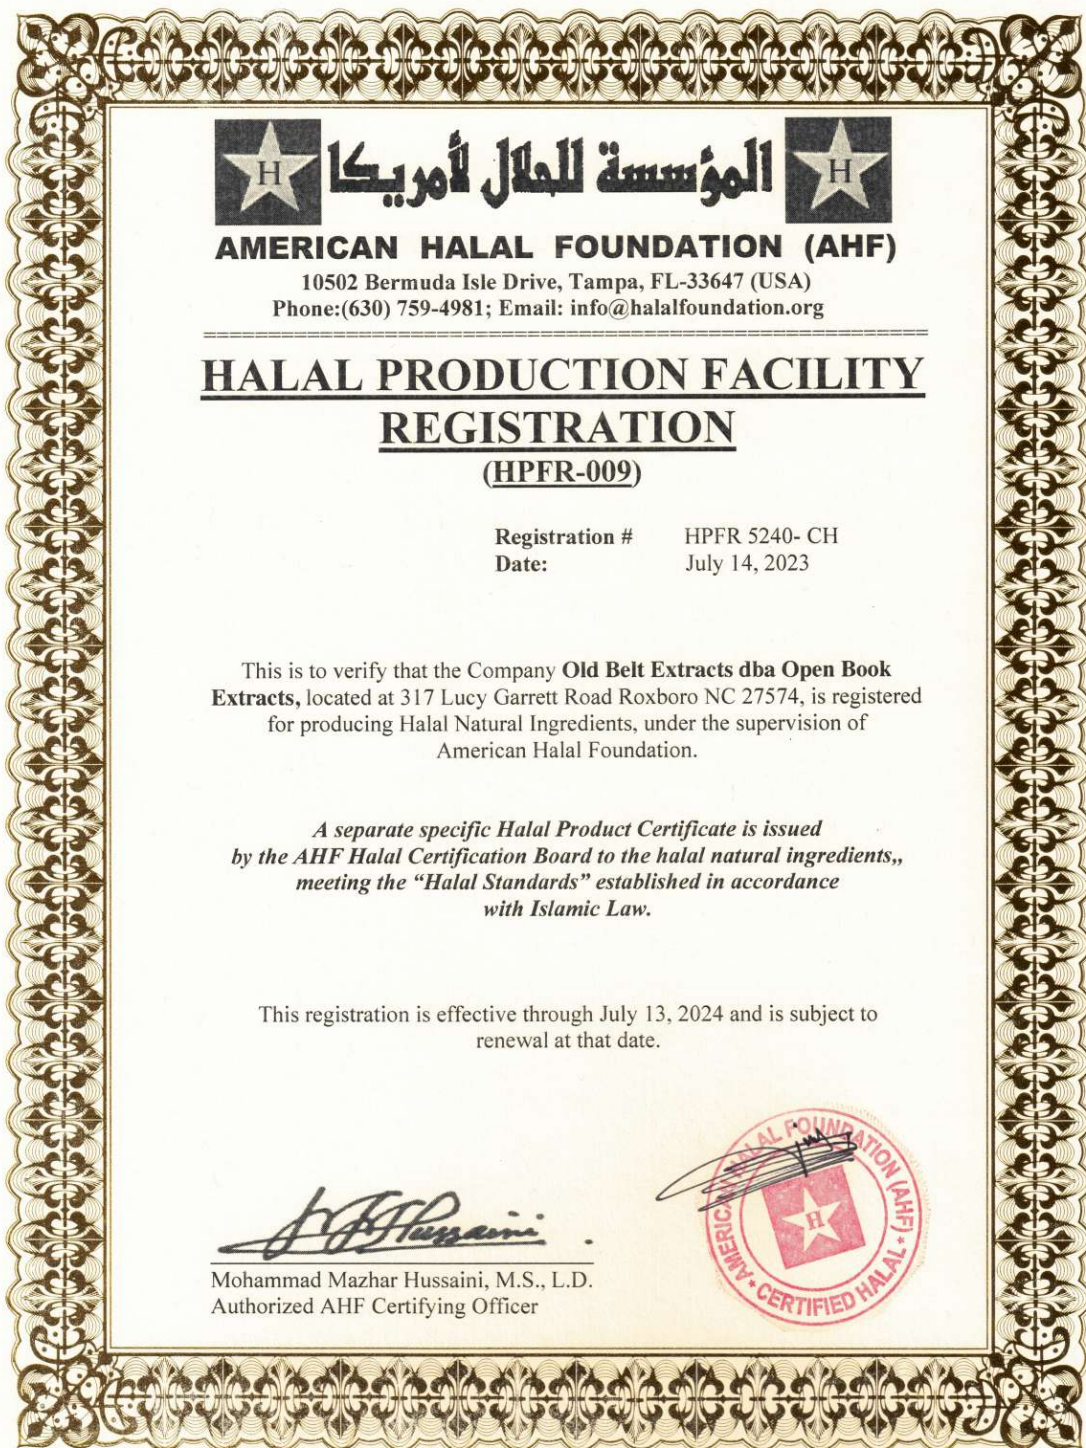 H المؤسسة للحلال لأمريكا H
AMERICAN HALAL FOUNDATION (AHF)
10502 Bermuda Isle Drive, Tampa, FL-33647 (USA)
Phone:(630) 759-4981; Email: info@halalfoundation.org
HALAL PRODUCTION FACILITY
REGISTRATION
(HPFR-009)
Registration # HPFR 5240- CH
Date: July 14, 2023
This is to verify that the Company Old Belt Extracts dba Open Book
Extracts, located at 317 Lucy Garrett Road Roxboro NC 27574, is registered
for producing Halal Natural Ingredients, under the supervision of
American Halal Foundation.
A separate specific Halal Product Certificate is issued
by the AHF Halal Certification Board to the halal natural ingredients,,
meeting the “Halal Standards” established in accordance
with Islamic Law.
This registration is effective through July 13, 2024 and is subject to
renewal at that date.
Mohammad Mazhar Hussaini, M.S., L.D.
Authorized AHF Certifying Officer
AMERICAN HALAL FOUNDATION (AHF)
H
CERTIFIED HALAL